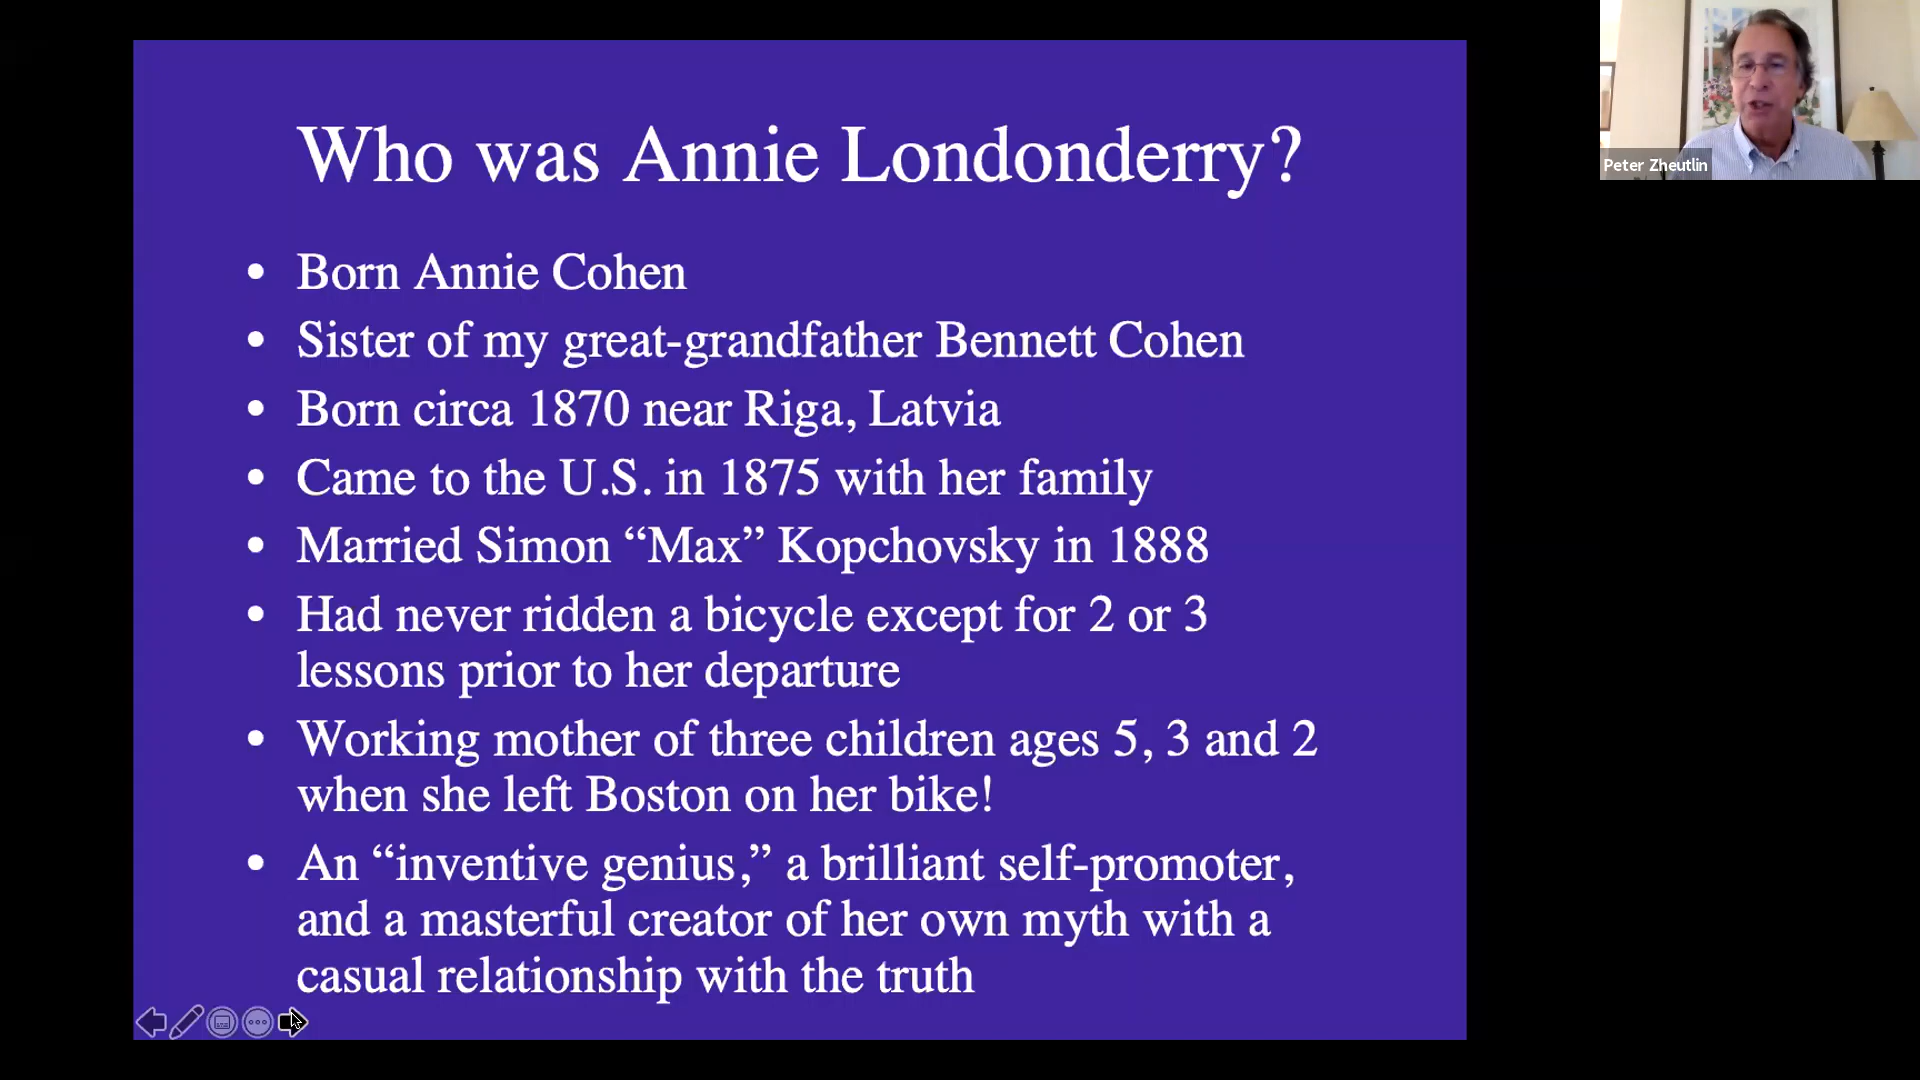 Who was Annie Londonderry?
• Born Annie Cohen
• Sister of my great-grandfather Bennett Cohen
• Born circa 1870 near Riga, Latvia
• Came to the U.S. in 1875 with her family
• Married Simon “Max” Kopchovsky in 1888
• Had never ridden a bicycle except for 2 or 3
lessons prior to her departure
• Working mother of three children ages 5, 3 and 2
when she left Boston on her bike!
• An “inventive genius,” a brilliant self-promoter,
and a masterful creator of her own myth with a
casual relationship with the truth
Peter Zheutlin